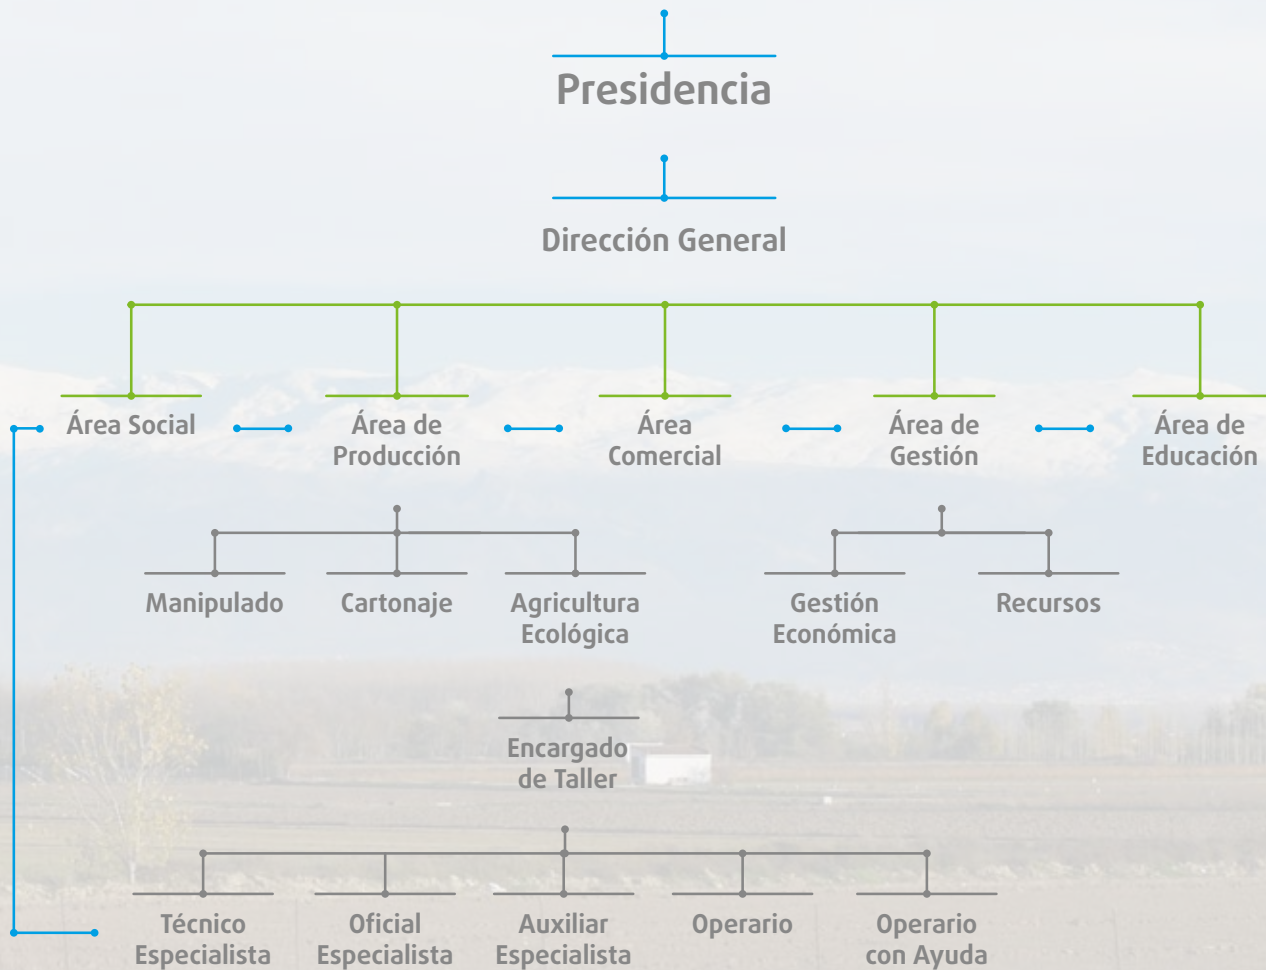 Presidencia
Dirección General
Área Social
Área de
Producción
Área
Comercial
Área de
Gestión
Área de
Educación
Manipulado
Cartonaje
Agricultura
Ecológica
Gestión
Económica
Recursos
Encargado
de Taller
Técnico
Especialista
Oficial
Especialista
Auxiliar
Especialista
Operario
Operario
con Ayuda